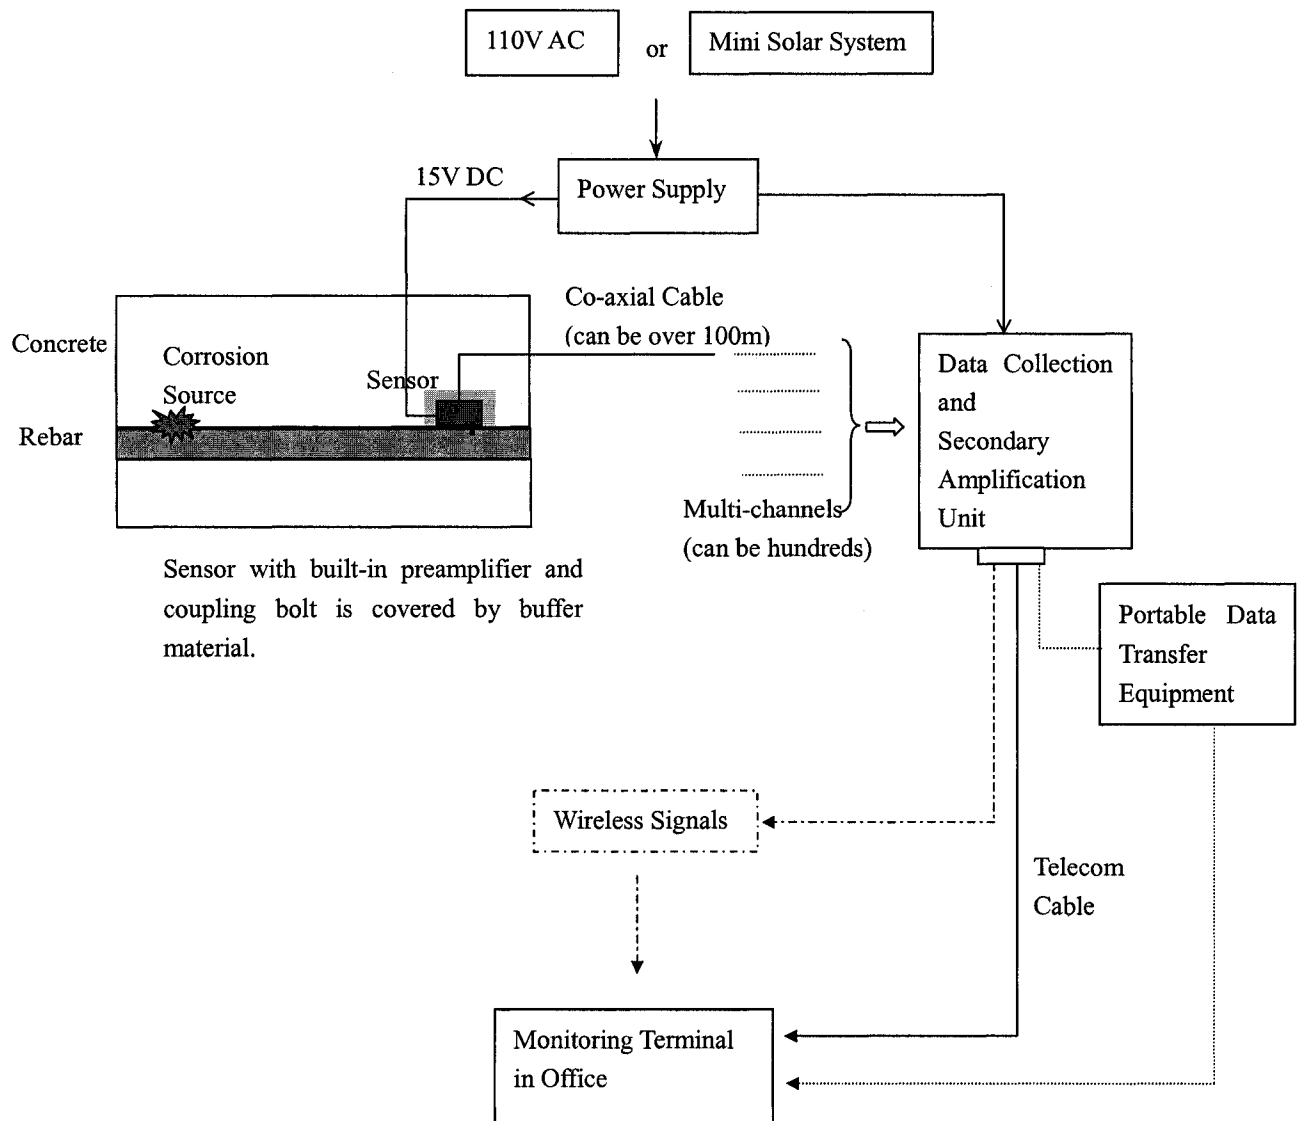 110V AC
or
Mini Solar System
15V DC
Power Supply
Co-axial Cable
(can be over 100m)
Concrete
Corrosion
Source
Sensor
Rebar
Data Collection
and
Secondary
Amplification
Unit
Multi-channels
(can be hundreds)
Sensor with built-in preamplifier and
coupling bolt is covered by buffer
material.
Portable Data
Transfer
Equipment
Wireless Signals
Telecom
Cable
Monitoring Terminal
in Office